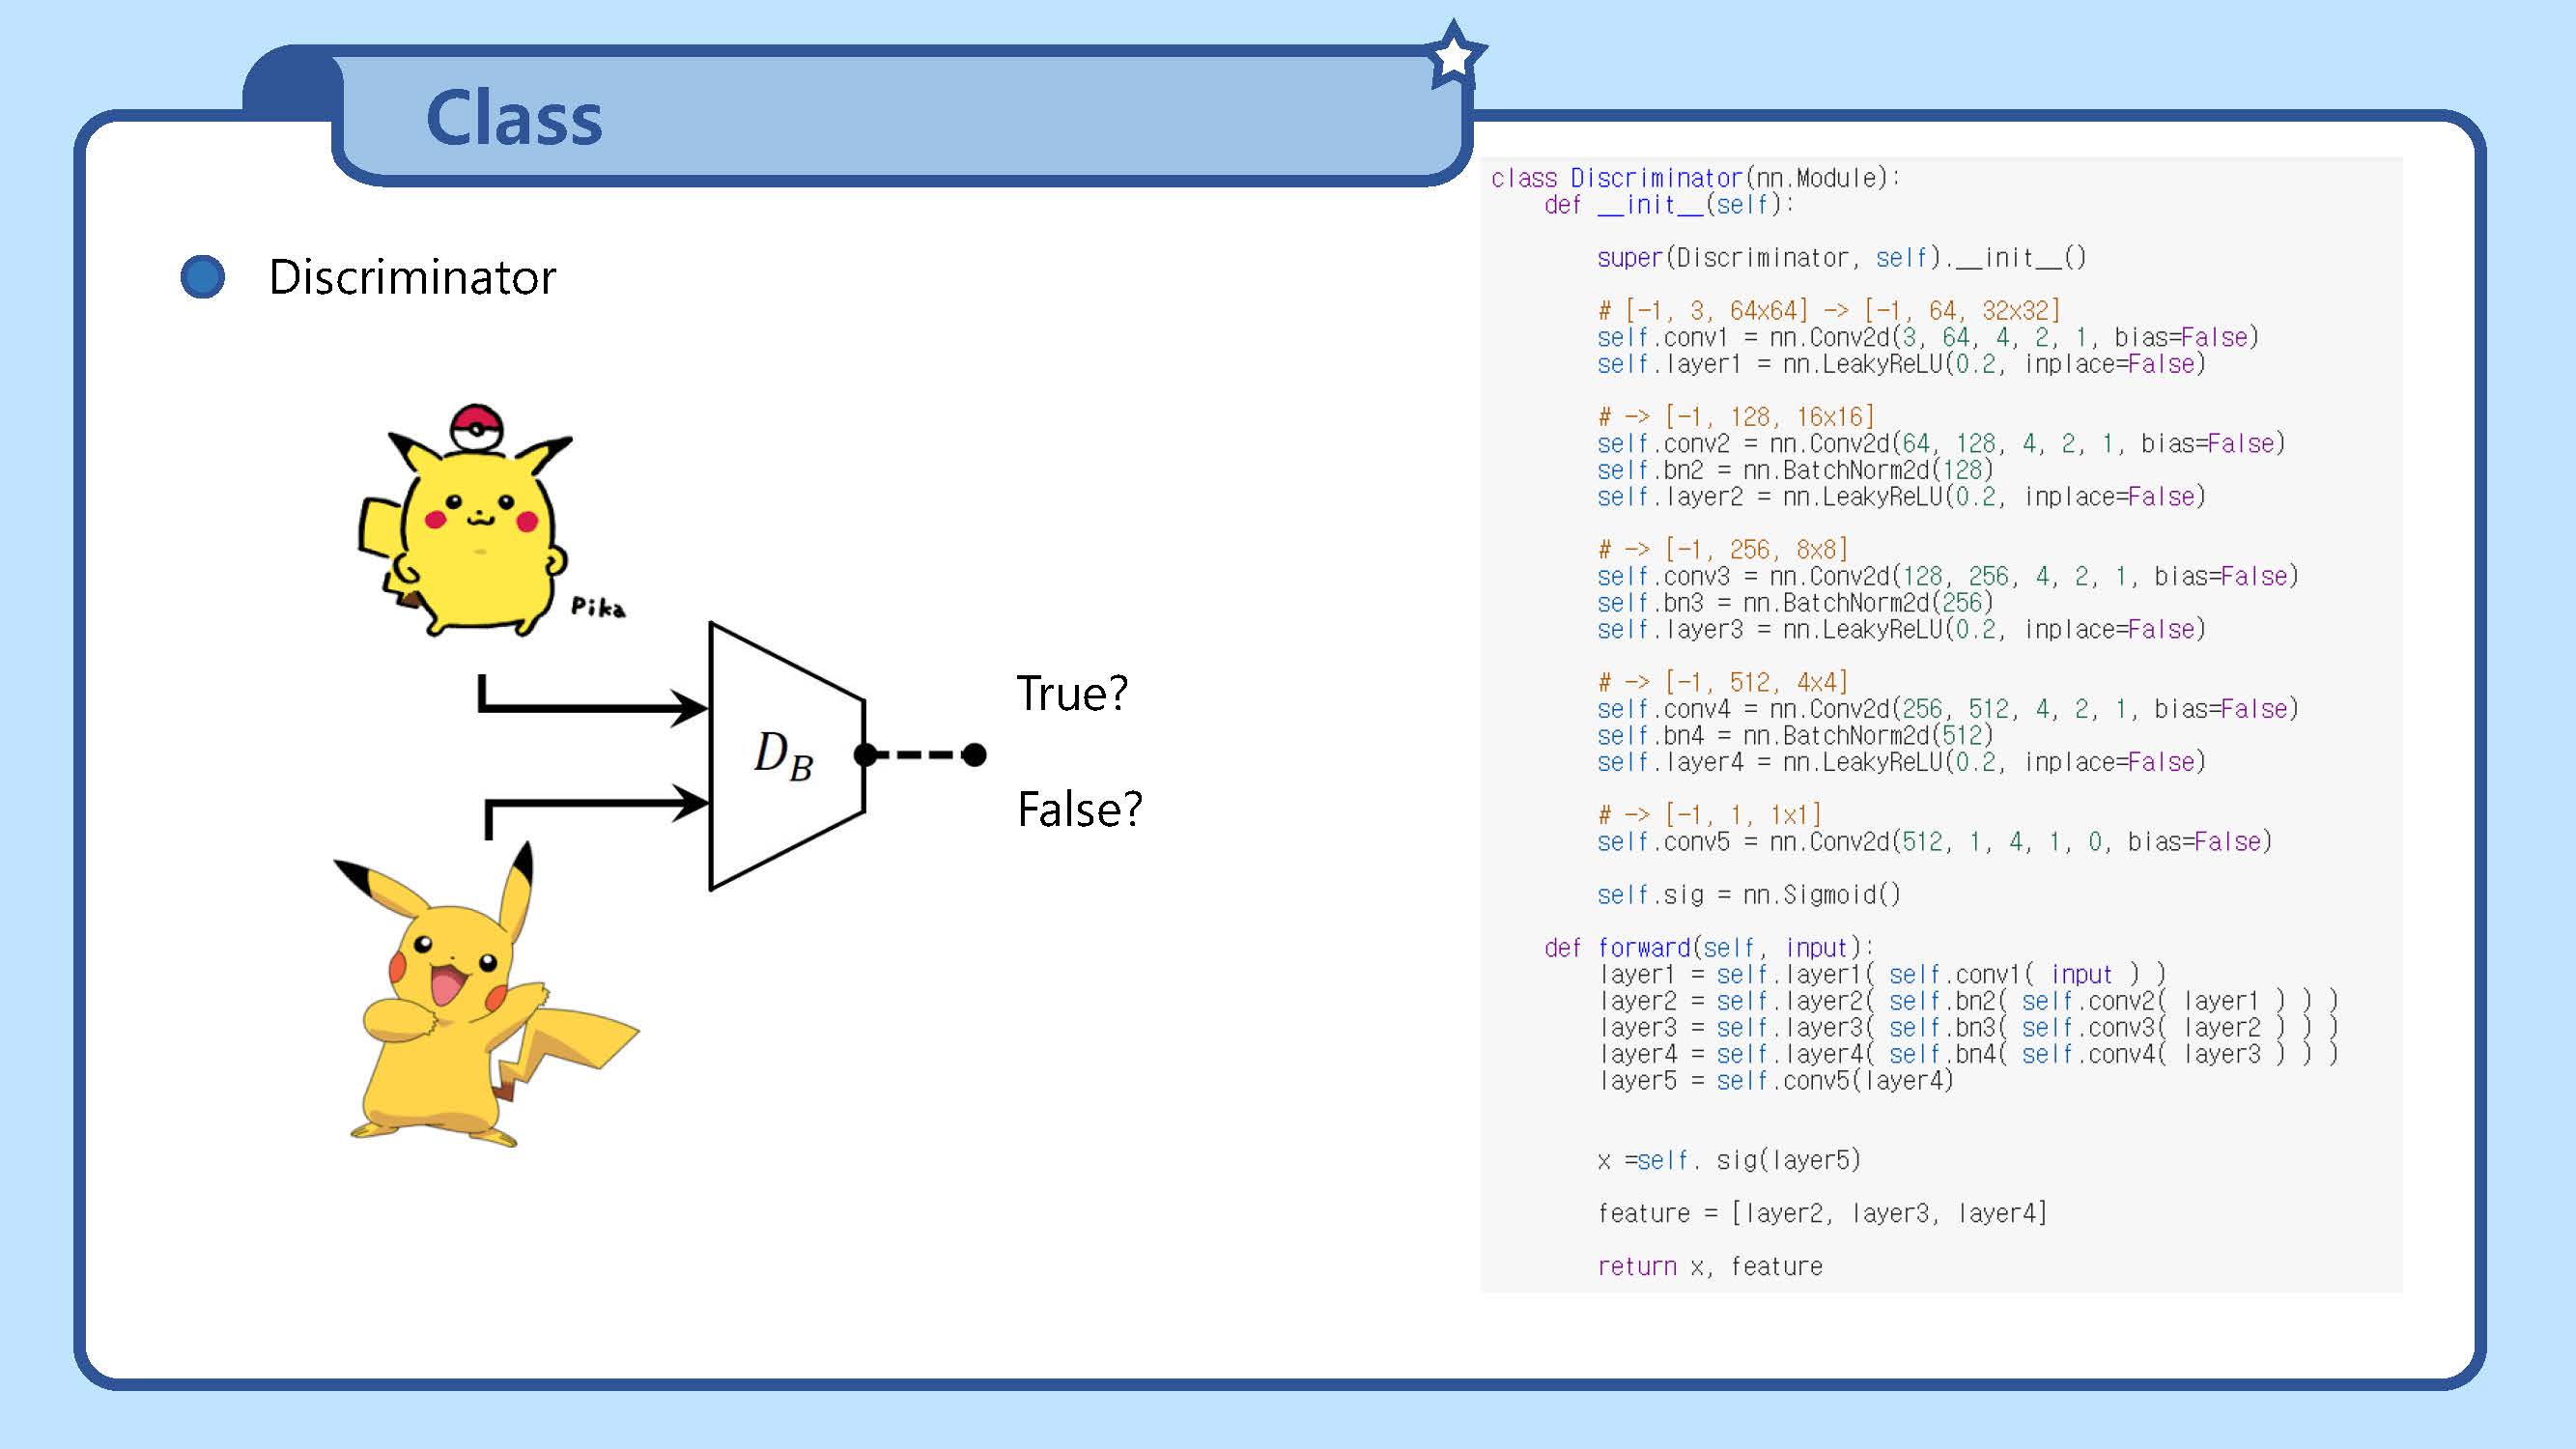 Class
Discriminator
Pika
D_B
True?
False?
class Discriminator(nn.Module):
    def __init__(self):

        super(Discriminator, self).__init__()

        # [-1, 3, 64x64] -> [-1, 64, 32x32]
        self.conv1 = nn.Conv2d(3, 64, 4, 2, 1, bias=False)
        self.layer1 = nn.LeakyReLU(0.2, inplace=False)

        # -> [-1, 128, 16x16]
        self.conv2 = nn.Conv2d(64, 128, 4, 2, 1, bias=False)
        self.bn2 = nn.BatchNorm2d(128)
        self.layer2 = nn.LeakyReLU(0.2, inplace=False)

        # -> [-1, 256, 8x8]
        self.conv3 = nn.Conv2d(128, 256, 4, 2, 1, bias=False)
        self.bn3 = nn.BatchNorm2d(256)
        self.layer3 = nn.LeakyReLU(0.2, inplace=False)

        # -> [-1, 512, 4x4]
        self.conv4 = nn.Conv2d(256, 512, 4, 2, 1, bias=False)
        self.bn4 = nn.BatchNorm2d(512)
        self.layer4 = nn.LeakyReLU(0.2, inplace=False)

        # -> [-1, 1, 1x1]
        self.conv5 = nn.Conv2d(512, 1, 4, 1, 0, bias=False)

        self.sig = nn.Sigmoid()

    def forward(self, input):
        layer1 = self.layer1( self.conv1( input ) )
        layer2 = self.layer2( self.bn2( self.conv2( layer1 ) ) )
        layer3 = self.layer3( self.bn3( self.conv3( layer2 ) ) )
        layer4 = self.layer4( self.bn4( self.conv4( layer3 ) ) )
        layer5 = self.conv5(layer4)

        x =self. sig(layer5)

        feature = [layer2, layer3, layer4]

        return x, feature